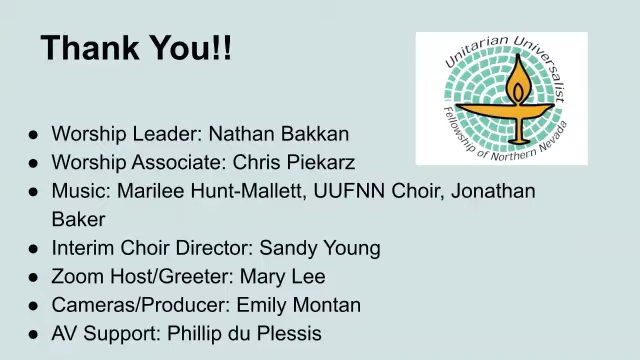 Thank You!!
Unitarian Universalist
Fellowship of Northern Nevada
● Worship Leader: Nathan Bakkan
● Worship Associate: Chris Piekarz
● Music: Marilee Hunt-Mallett, UUFNN Choir, Jonathan
Baker
● Interim Choir Director: Sandy Young
● Zoom Host/Greeter: Mary Lee
● Cameras/Producer: Emily Montan
● AV Support: Phillip du Plessis